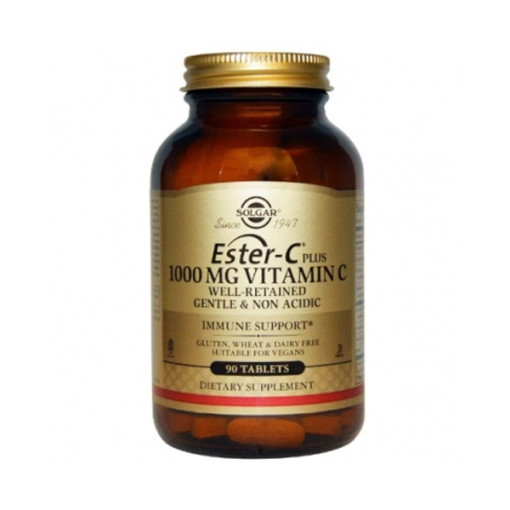 SOLGAR®
Since 1947
Ester-C® PLUS
1000 MG VITAMIN C
WELL-RETAINED
GENTLE & NON ACIDIC
IMMUNE SUPPORT*
GLUTEN, WHEAT & DAIRY FREE
SUITABLE FOR VEGANS
90 TABLETS
DIETARY SUPPLEMENT